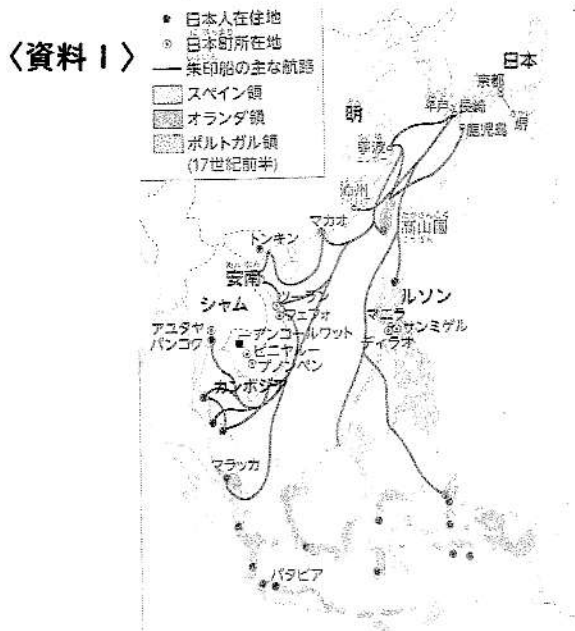 〈資料Ⅰ〉
日本人在住地
日本町所在地
朱印船の主な航路
スペイン領
オランダ領
ポルトガル領
(17世紀前半)
日本
京都
堺
明
平戸
長崎
鹿児島
寧波
漳州
高山国
マカオ
トンキン
安南
ツーラン
フェフォ
シャム
アユタヤ
バンコク
アンコールワット
ピニャルー
プノンペン
カンボジア
ルソン
マニラ
サンミゲル
ディラオ
マラッカ
バタビア